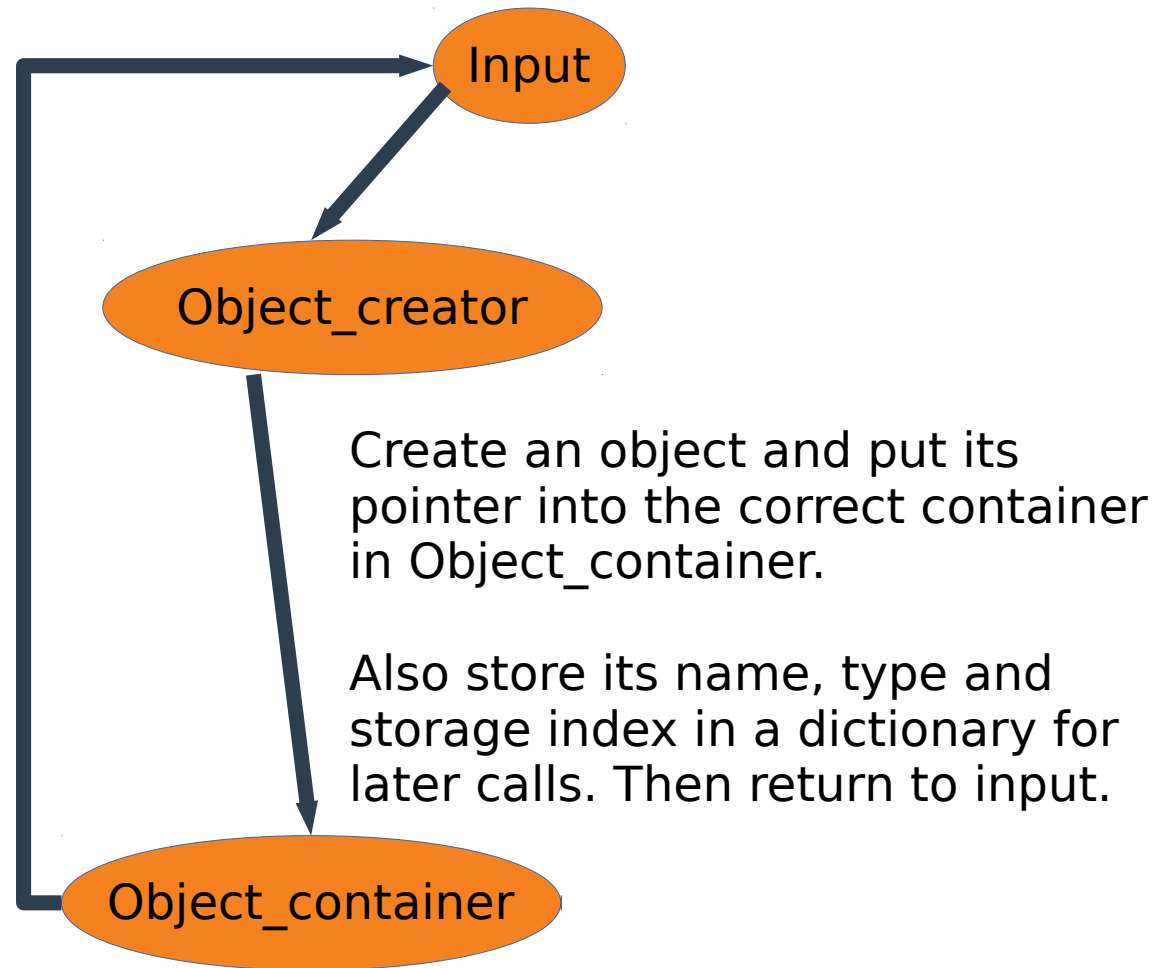 Input
Object_creator
Create an object and put its
pointer into the correct container
in Object_container.
Also store its name, type and
storage index in a dictionary for
later calls. Then return to input.
Object_container